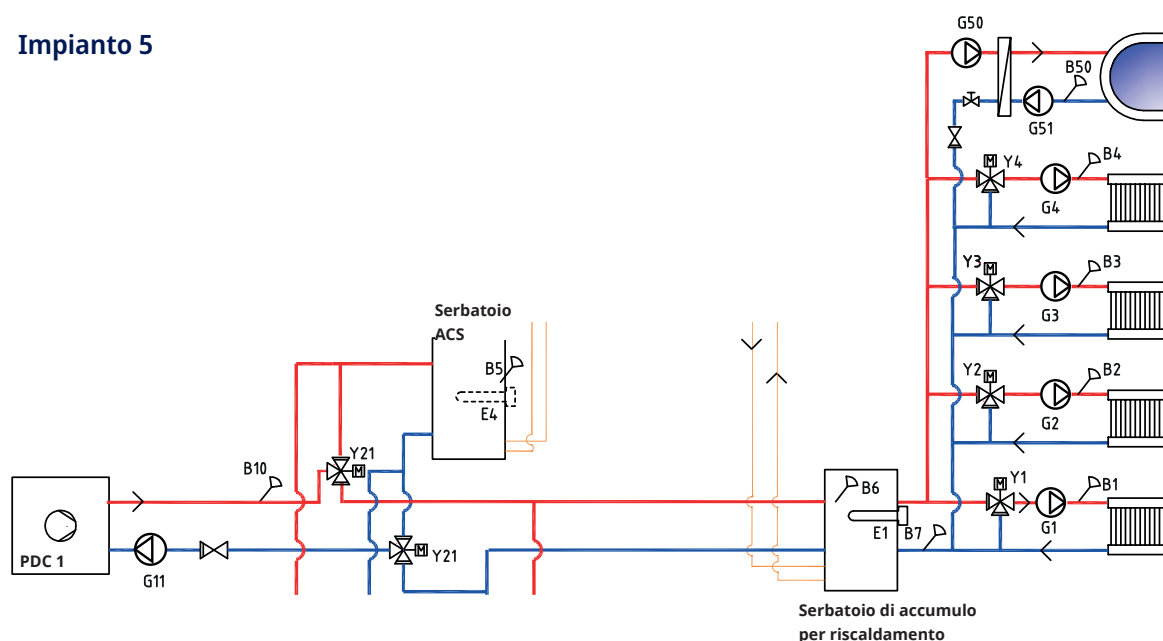 Impianto 5
G50
B50
G51
B4
Y4
G4
Y3
B3
G3
Serbatoio
ACS
B5
E4
Y2
B2
G2
Y21
B10
B6
Y1
B1
G1
E1
B7
PDC 1
G11
Y21
M
M
M
M
M
M
Serbatoio di accumulo
per riscaldamento